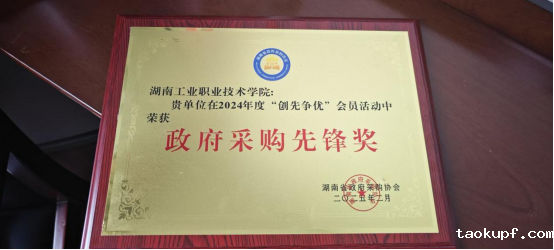 湖南工业职业技术学院:
贵单位在2024年度“创先争优”会员活动中
荣获
政府采购先锋奖
湖南省政府采购协会
二〇二五年二月
www.taokupf.com